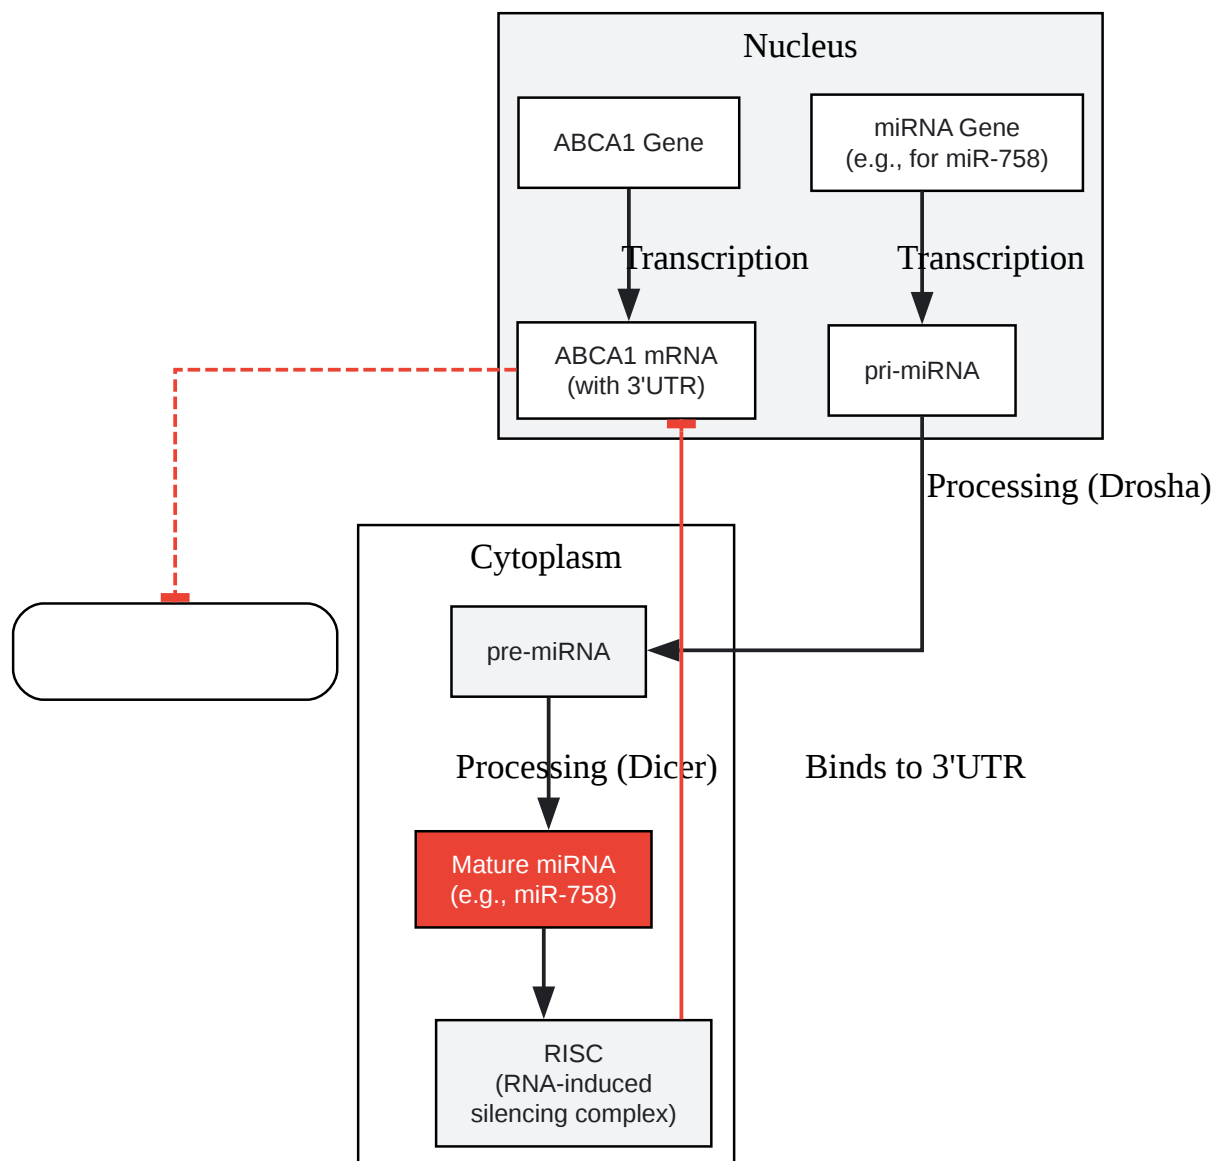 Nucleus
ABCA1 Gene
miRNA Gene
(e.g., for miR-758)
Transcription
Transcription
ABCA1 mRNA
(with 3'UTR)
pri-miRNA
Processing (Drosha)
Cytoplasm
pre-miRNA
Processing (Dicer)
Binds to 3'UTR
Mature miRNA
(e.g., miR-758)
RISC
(RNA-induced
silencing complex)